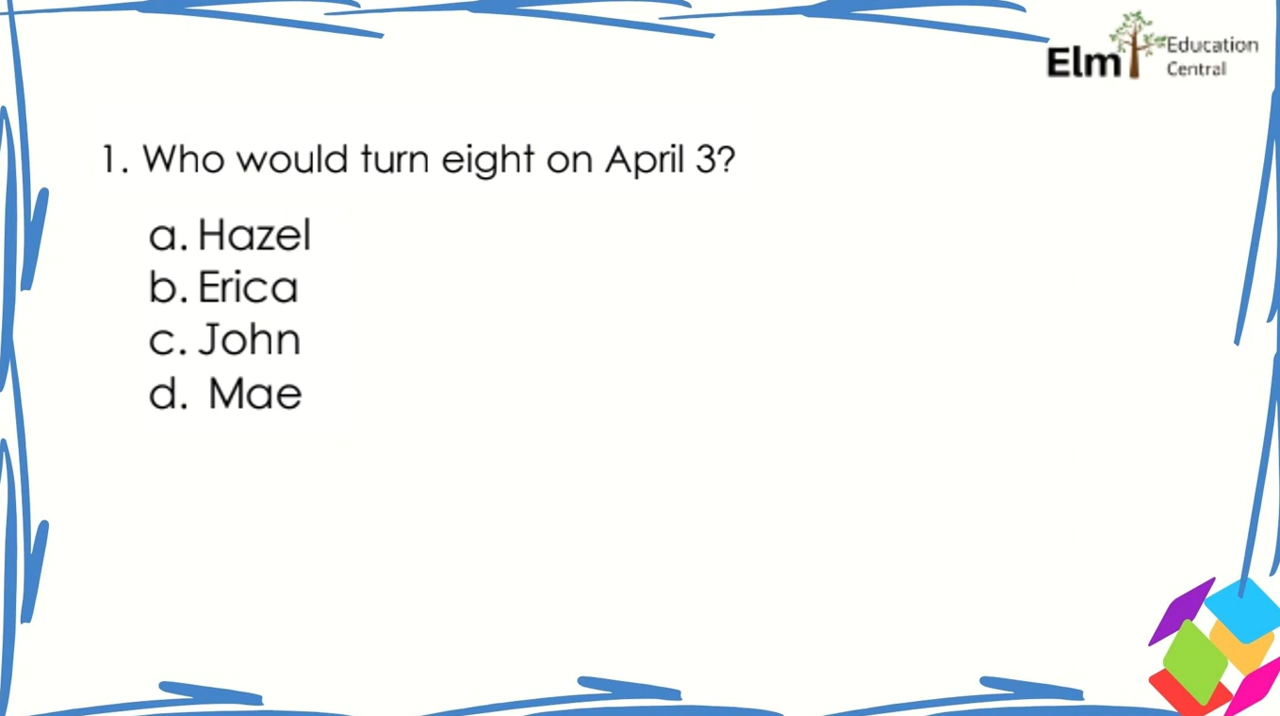 Elm Education
Central
1. Who would turn eight on April 3?
a. Hazel
b. Erica
c. John
d. Mae